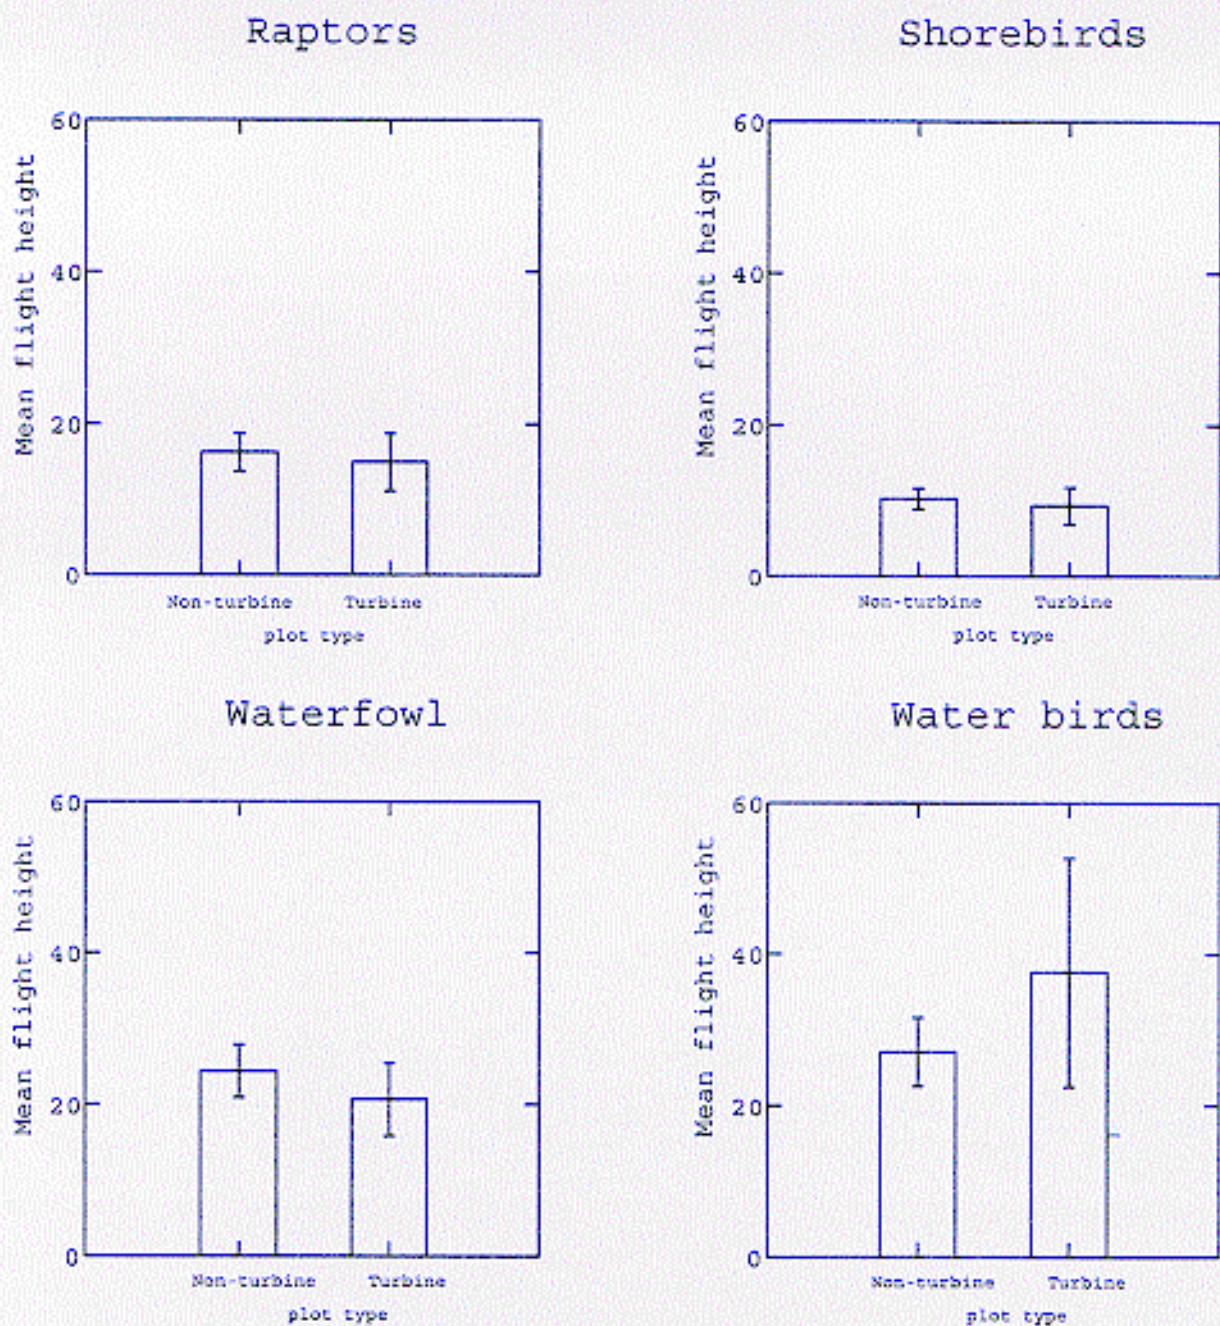 Raptors
Mean flight height
60
40
20
0
Non-turbine Turbine
plot type
Shorebirds
Mean flight height
60
40
20
0
Non-turbine Turbine
plot type
Waterfowl
Mean flight height
60
40
20
0
Non-turbine Turbine
plot type
Water birds
Mean flight height
60
40
20
0
Non-turbine Turbine
plot type